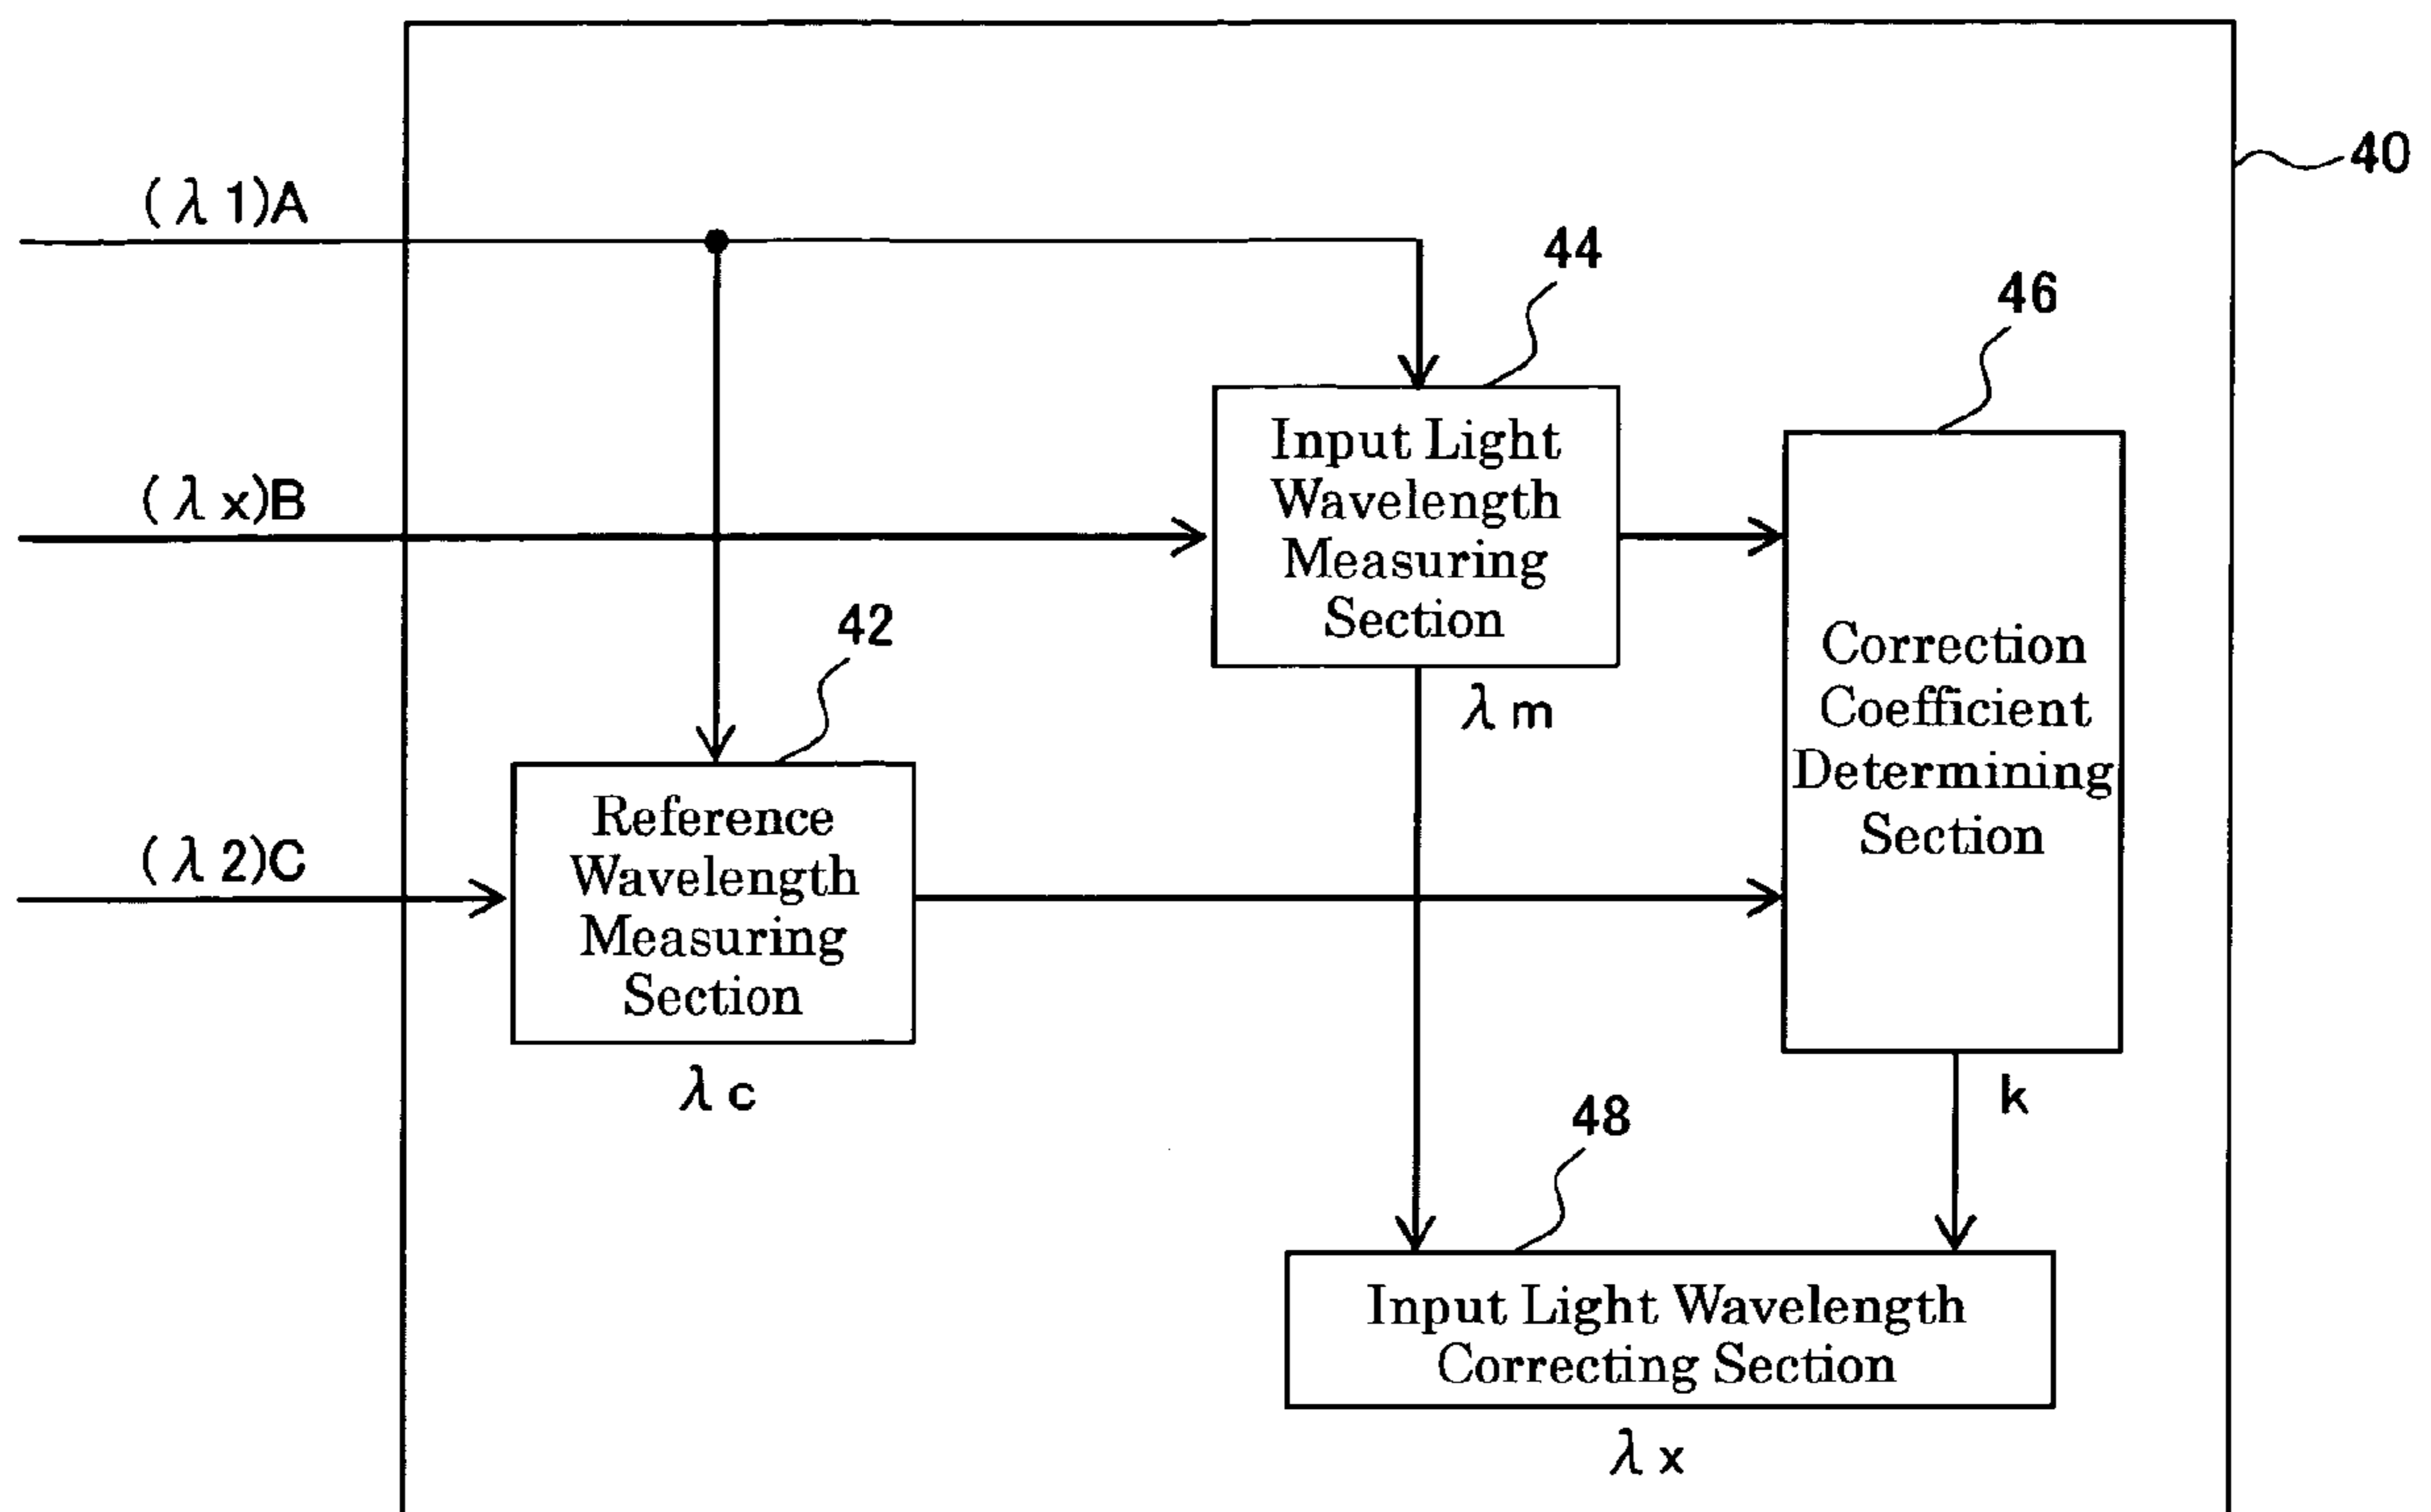 40
(λ1)A
44
46
Input Light
Wavelength
Measuring
Section
(λx)B
42
λm
Correction
Coefficient
Determining
Section
Reference
Wavelength
Measuring
Section
(λ2)C
λc
k
48
Input Light Wavelength
Correcting Section
λx